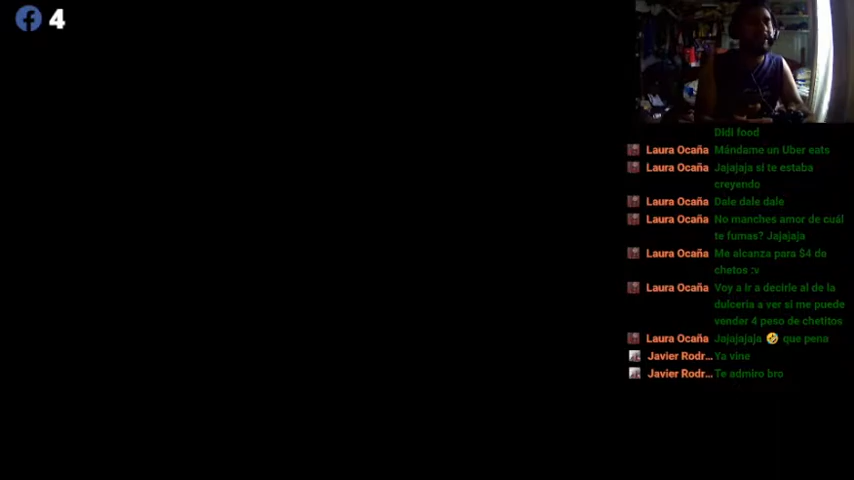 4
Didi food
Laura Ocaña Mándame un Uber eats
Laura Ocaña Jajajaja si te estaba
creyendo
Laura Ocaña Dale dale dale
Laura Ocaña No manches amor de cuál
te fumas? Jajajaja
Laura Ocaña Me alcanza para $4 de
chetos :v
Laura Ocaña Voy a ir a decirle al de la
dulcería a ver si me puede
vender 4 peso de chetitos
Laura Ocaña Jajajajaja 🤣 que pena
Javier Rodr... Ya vine
Javier Rodr... Te admiro bro